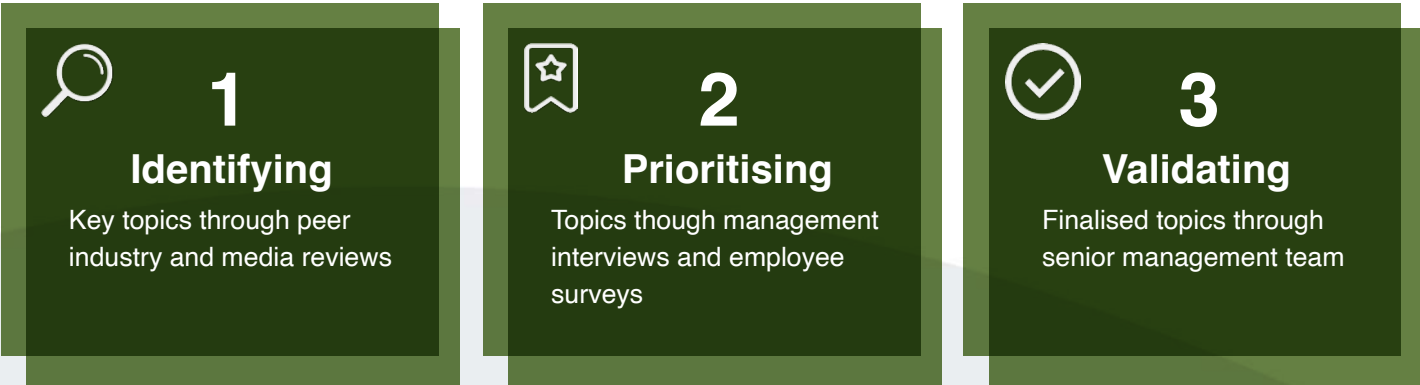 1
Identifying
Key topics through peer
industry and media reviews
2
Prioritising
Topics though management
interviews and employee
surveys
3
Validating
Finalised topics through
senior management team